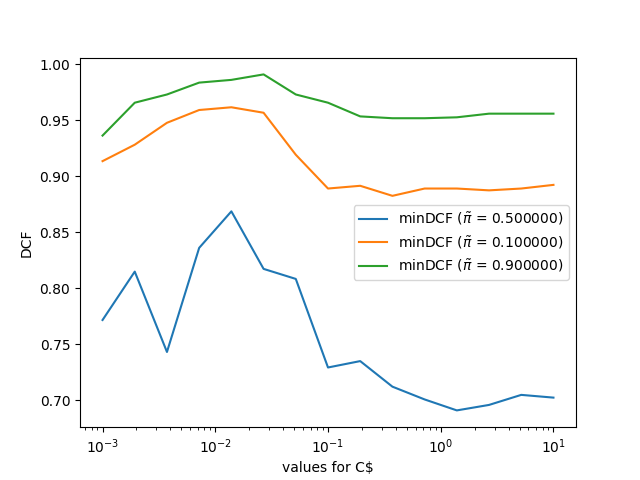 1.00
0.95
0.90
0.85
0.80
0.75
0.70
DCF
minDCF (π̃ = 0.500000)
minDCF (π̃ = 0.100000)
minDCF (π̃ = 0.900000)
10⁻³ 10⁻² 10⁻¹ 10⁰ 10¹
values for C$